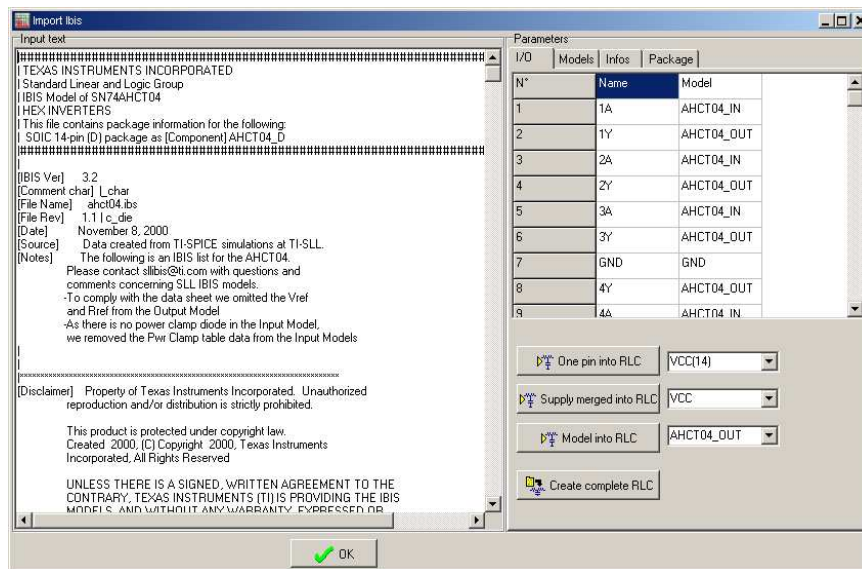 Import Ibis
Input text
|################################################################
| TEXAS INSTRUMENTS INCORPORATED
| Standard Linear and Logic Group
| IBIS Model of SN74AHCT04
| HEX INVERTERS
| This file contains package information for the following:
| SOIC 14-pin (D) package as [Component] AHCT04_D
|################################################################
|
[IBIS Ver] 3.2
[Comment char] |_char
[File Name] ahct04.ibs
[File Rev] 1.1 | c_die
[Date] November 8, 2000
[Source] Data created from TI-SPICE simulations at TI-SLL.
[Notes] The following is an IBIS list for the AHCT04.
Please contact sllibis@ti.com with questions and
comments concerning SLL IBIS models.
-To comply with the data sheet we omitted the Vref
and Rref from the Output Model
-As there is no power clamp diode in the Input Model,
we removed the Pwr Clamp table data from the Input Models
|
|
|****************************************************************
[Disclaimer] Property of Texas Instruments Incorporated. Unauthorized
reproduction and/or distribution is strictly prohibited.
This product is protected under copyright law.
Created 2000, (C) Copyright 2000, Texas Instruments
Incorporated, All Rights Reserved
UNLESS THERE IS A SIGNED, WRITTEN AGREEMENT TO THE
CONTRARY, TEXAS INSTRUMENTS (TI) IS PROVIDING THE IBIS
MODELS, AND WITHOUT ANY WARRANTY, EXPRESSED OR
Parameters
I/O Models Infos Package
N° Name Model
1 1A AHCT04_IN
2 1Y AHCT04_OUT
3 2A AHCT04_IN
4 2Y AHCT04_OUT
5 3A AHCT04_IN
6 3Y AHCT04_OUT
7 GND GND
8 4Y AHCT04_OUT
9 4A AHCT04_IN
One pin into RLC VCC(14)
Supply merged into RLC VCC
Model into RLC AHCT04_OUT
Create complete RLC
OK